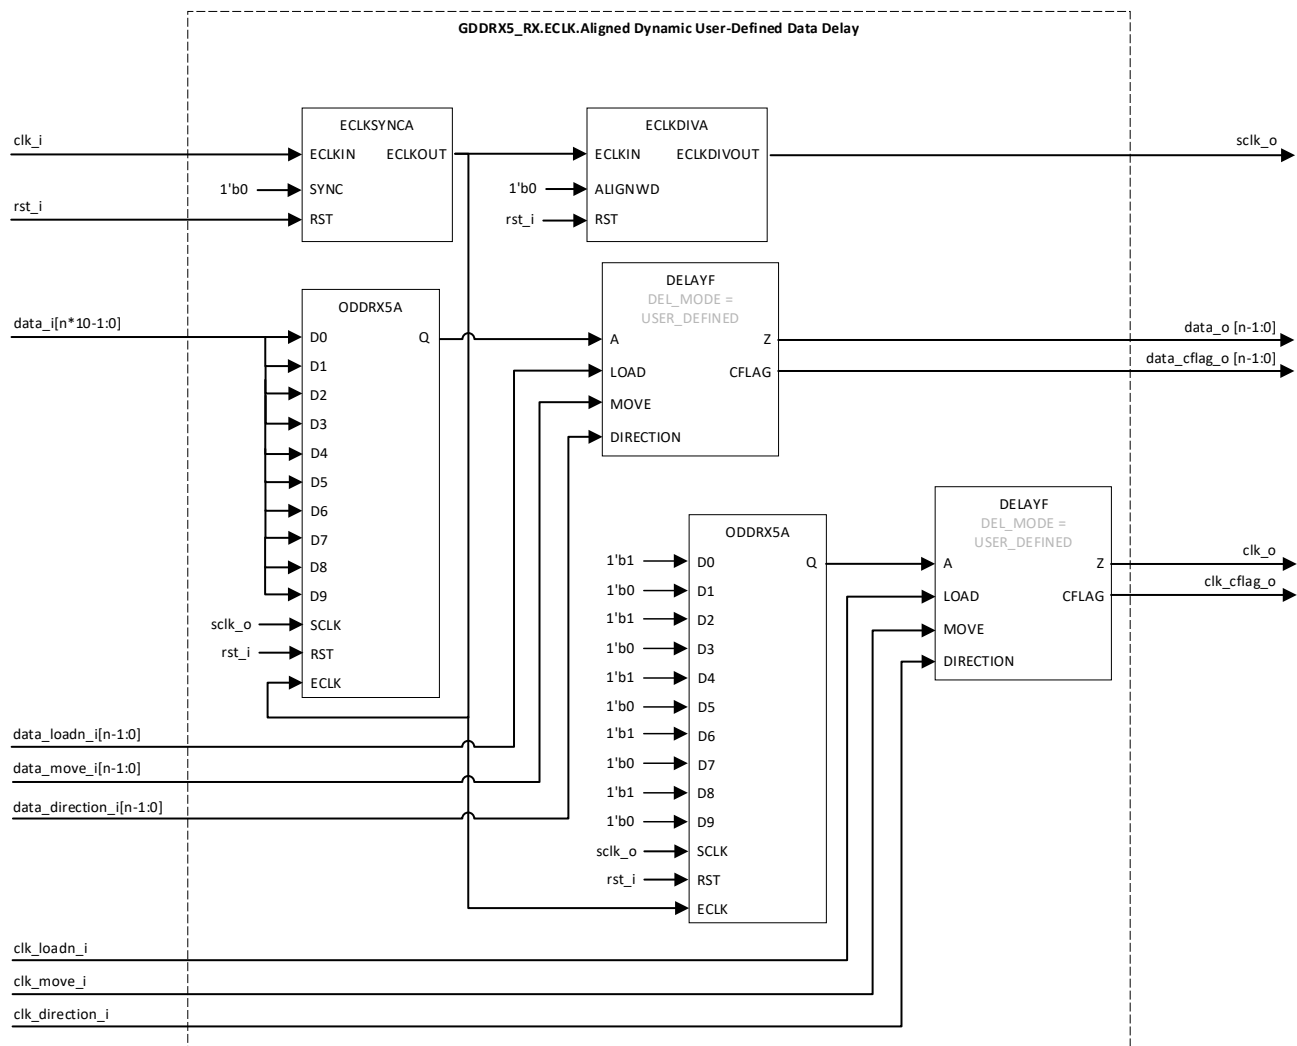 GDDRX5_RX.ECLK.Aligned Dynamic User-Defined Data Delay
clk_i
rst_i
ECLKSYNCA
ECLKIN ECLKOUT
1'b0 SYNC
RST
ECLKDIVA
ECLKIN ECLKDIVOUT
1'b0 ALIGNWD
rst_i RST
sclk_o
data_i[n*10-1:0]
ODDRX5A
D0 Q
D1
D2
D3
D4
D5
D6
D7
D8
D9
sclk_o SCLK
rst_i RST
ECLK
DELAYF
DEL_MODE =
USER_DEFINED
A Z
LOAD CFLAG
MOVE
DIRECTION
data_o [n-1:0]
data_cflag_o [n-1:0]
data_loadn_i[n-1:0]
data_move_i[n-1:0]
data_direction_i[n-1:0]
ODDRX5A
1'b1 D0 Q
1'b0 D1
1'b1 D2
1'b0 D3
1'b1 D4
1'b0 D5
1'b1 D6
1'b0 D7
1'b1 D8
1'b0 D9
sclk_o SCLK
rst_i RST
ECLK
DELAYF
DEL_MODE =
USER_DEFINED
A Z
LOAD CFLAG
MOVE
DIRECTION
clk_o
clk_cflag_o
clk_loadn_i
clk_move_i
clk_direction_i